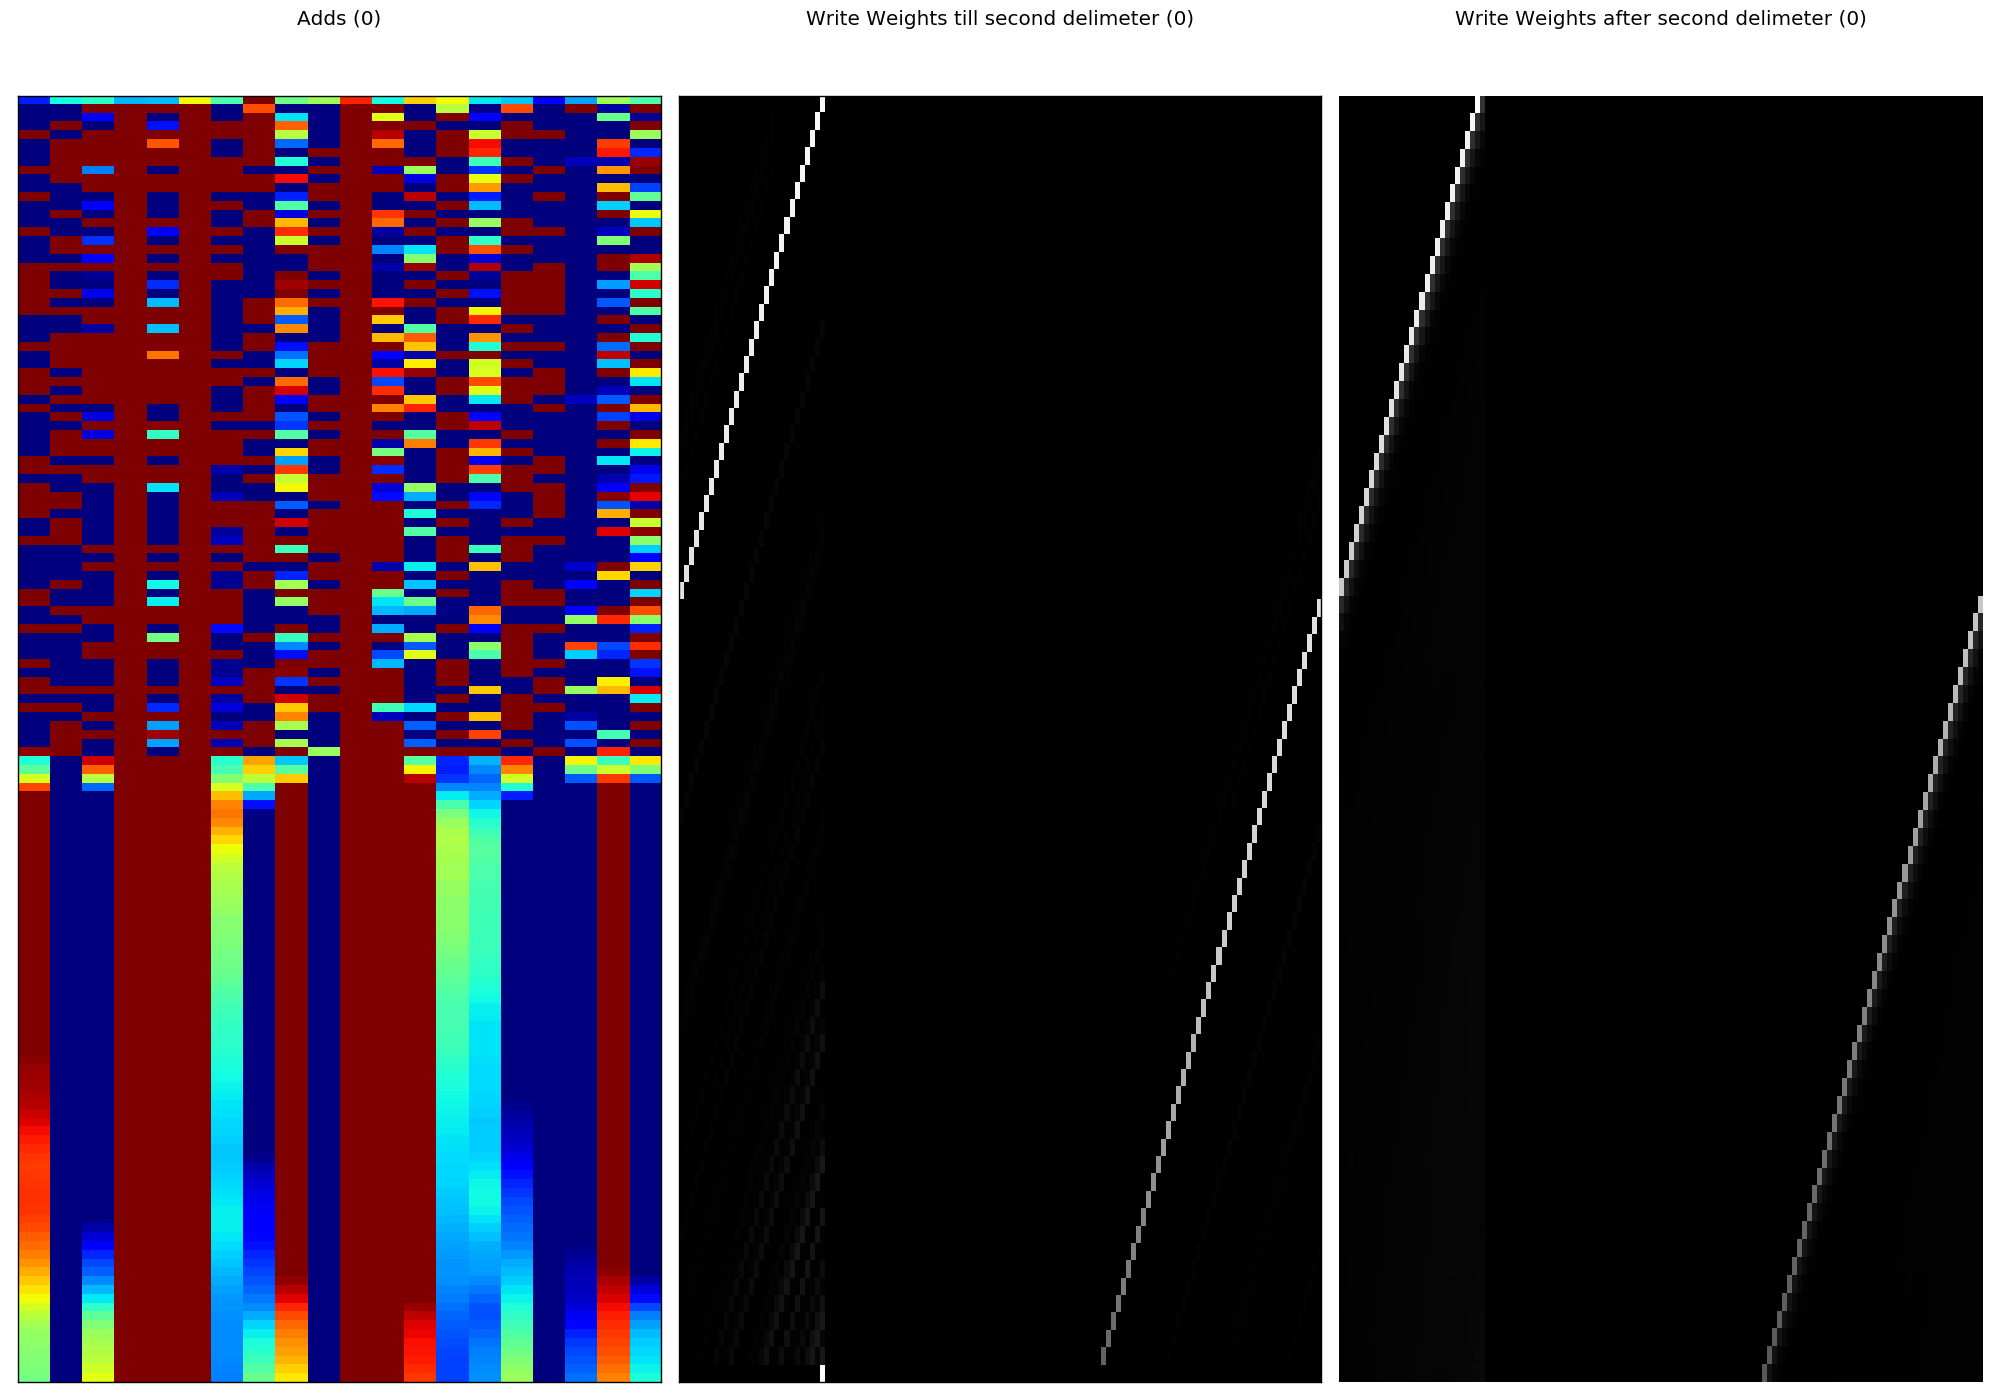 Adds (0)
Write Weights till second delimeter (0)
Write Weights after second delimeter (0)